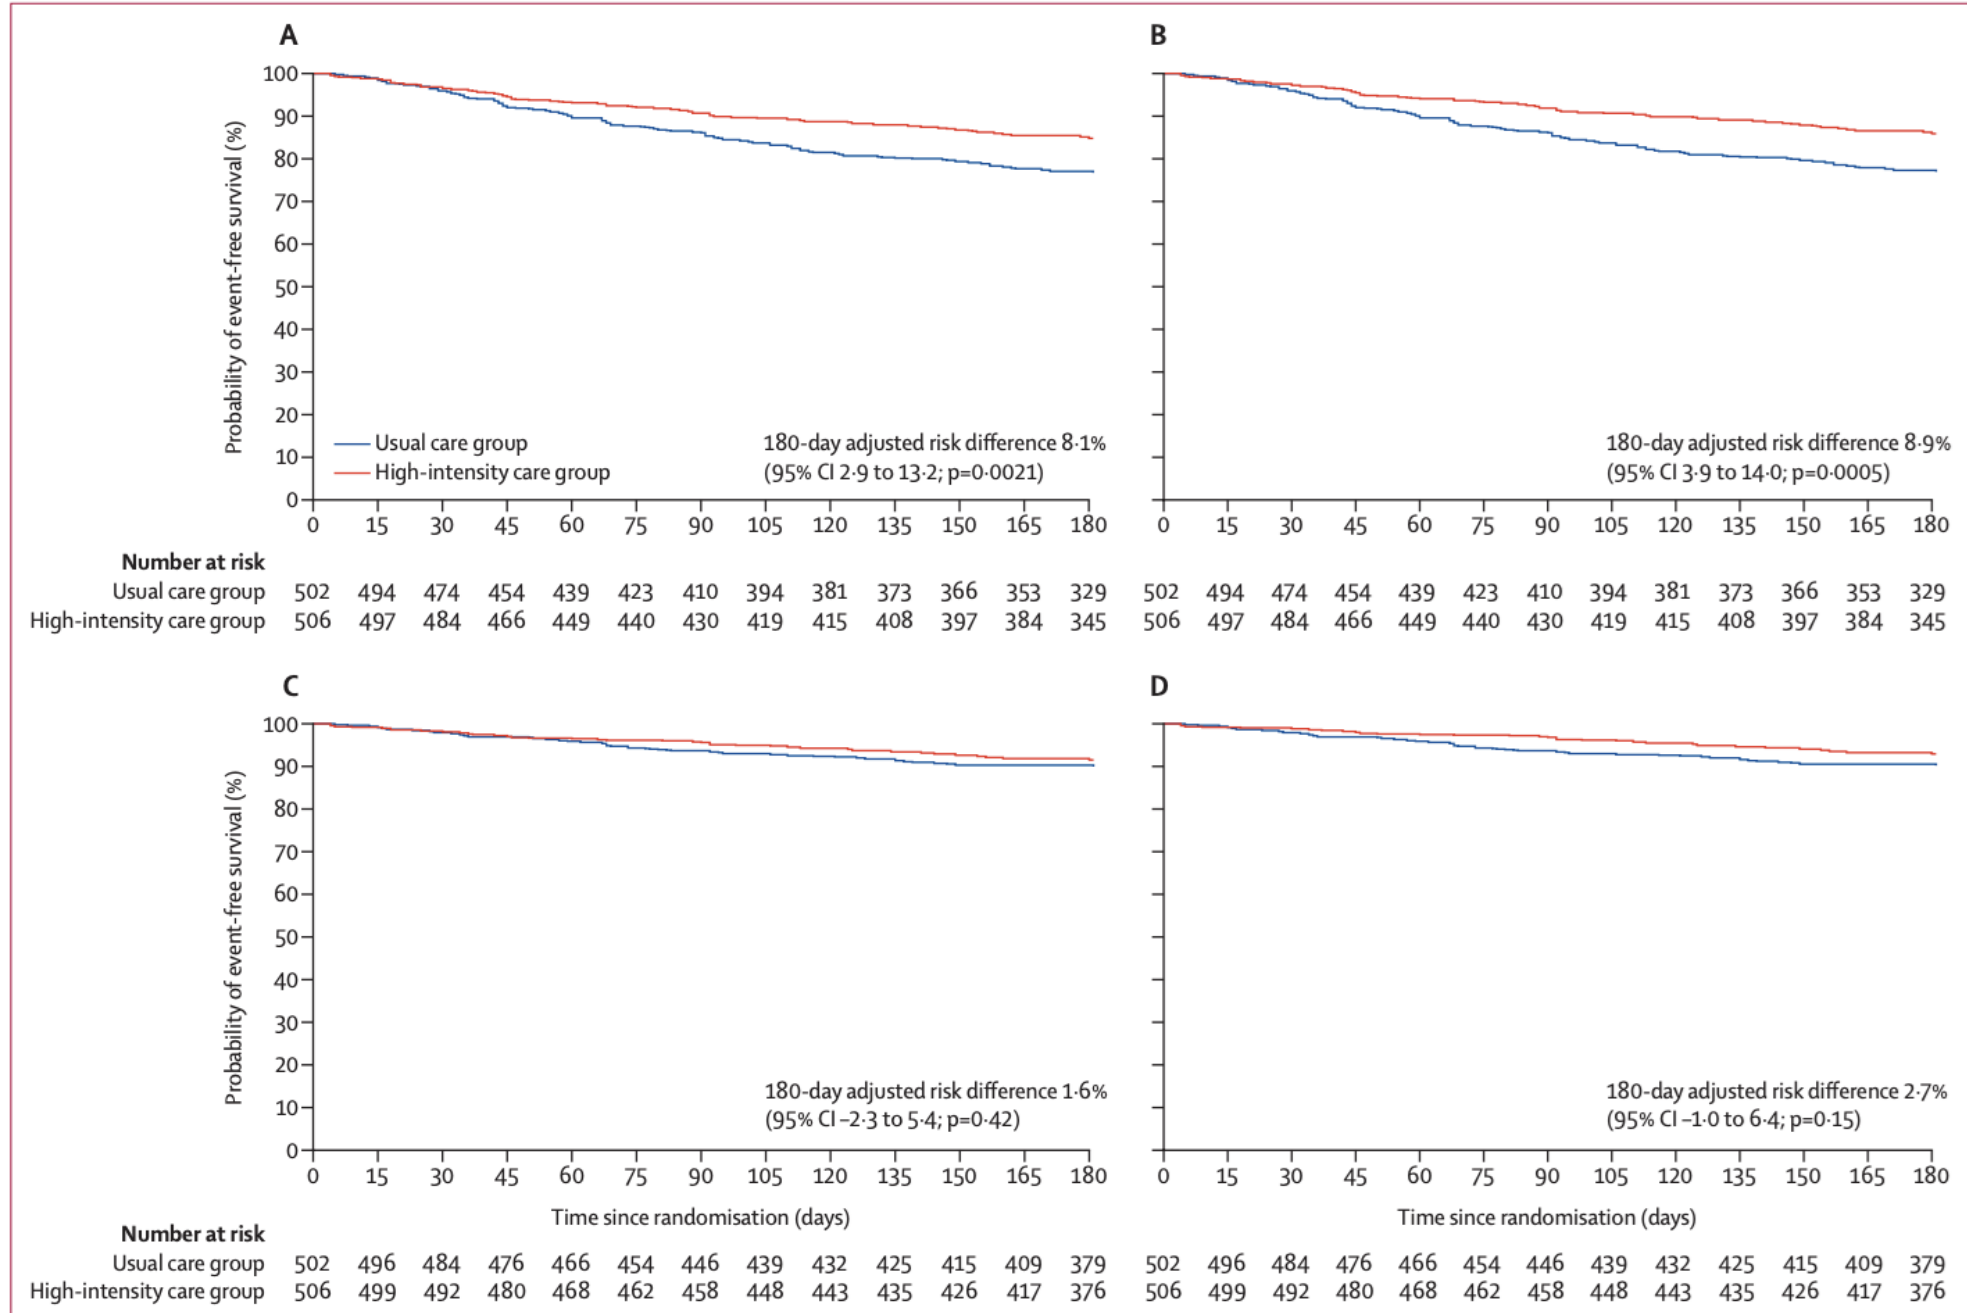 A
Probability of event-free survival (%)
100
90
80
70
60
50
40
30
20
10
0
Usual care group
High-intensity care group
180-day adjusted risk difference 8·1%
(95% CI 2·9 to 13·2; p=0·0021)
0 15 30 45 60 75 90 105 120 135 150 165 180
B
180-day adjusted risk difference 8·9%
(95% CI 3·9 to 14·0; p=0·0005)
0 15 30 45 60 75 90 105 120 135 150 165 180
Number at risk
Usual care group 502 494 474 454 439 423 410 394 381 373 366 353 329 502 494 474 454 439 423 410 394 381 373 366 353 329
High-intensity care group 506 497 484 466 449 440 430 419 415 408 397 384 345 506 497 484 466 449 440 430 419 415 408 397 384 345
C
Probability of event-free survival (%)
100
90
80
70
60
50
40
30
20
10
0
180-day adjusted risk difference 1·6%
(95% CI –2·3 to 5·4; p=0·42)
0 15 30 45 60 75 90 105 120 135 150 165 180
Time since randomisation (days)
D
180-day adjusted risk difference 2·7%
(95% CI –1·0 to 6·4; p=0·15)
0 15 30 45 60 75 90 105 120 135 150 165 180
Time since randomisation (days)
Number at risk
Usual care group 502 496 484 476 466 454 446 439 432 425 415 409 379 502 496 484 476 466 454 446 439 432 425 415 409 379
High-intensity care group 506 499 492 480 468 462 458 448 443 435 426 417 376 506 499 492 480 468 462 458 448 443 435 426 417 376